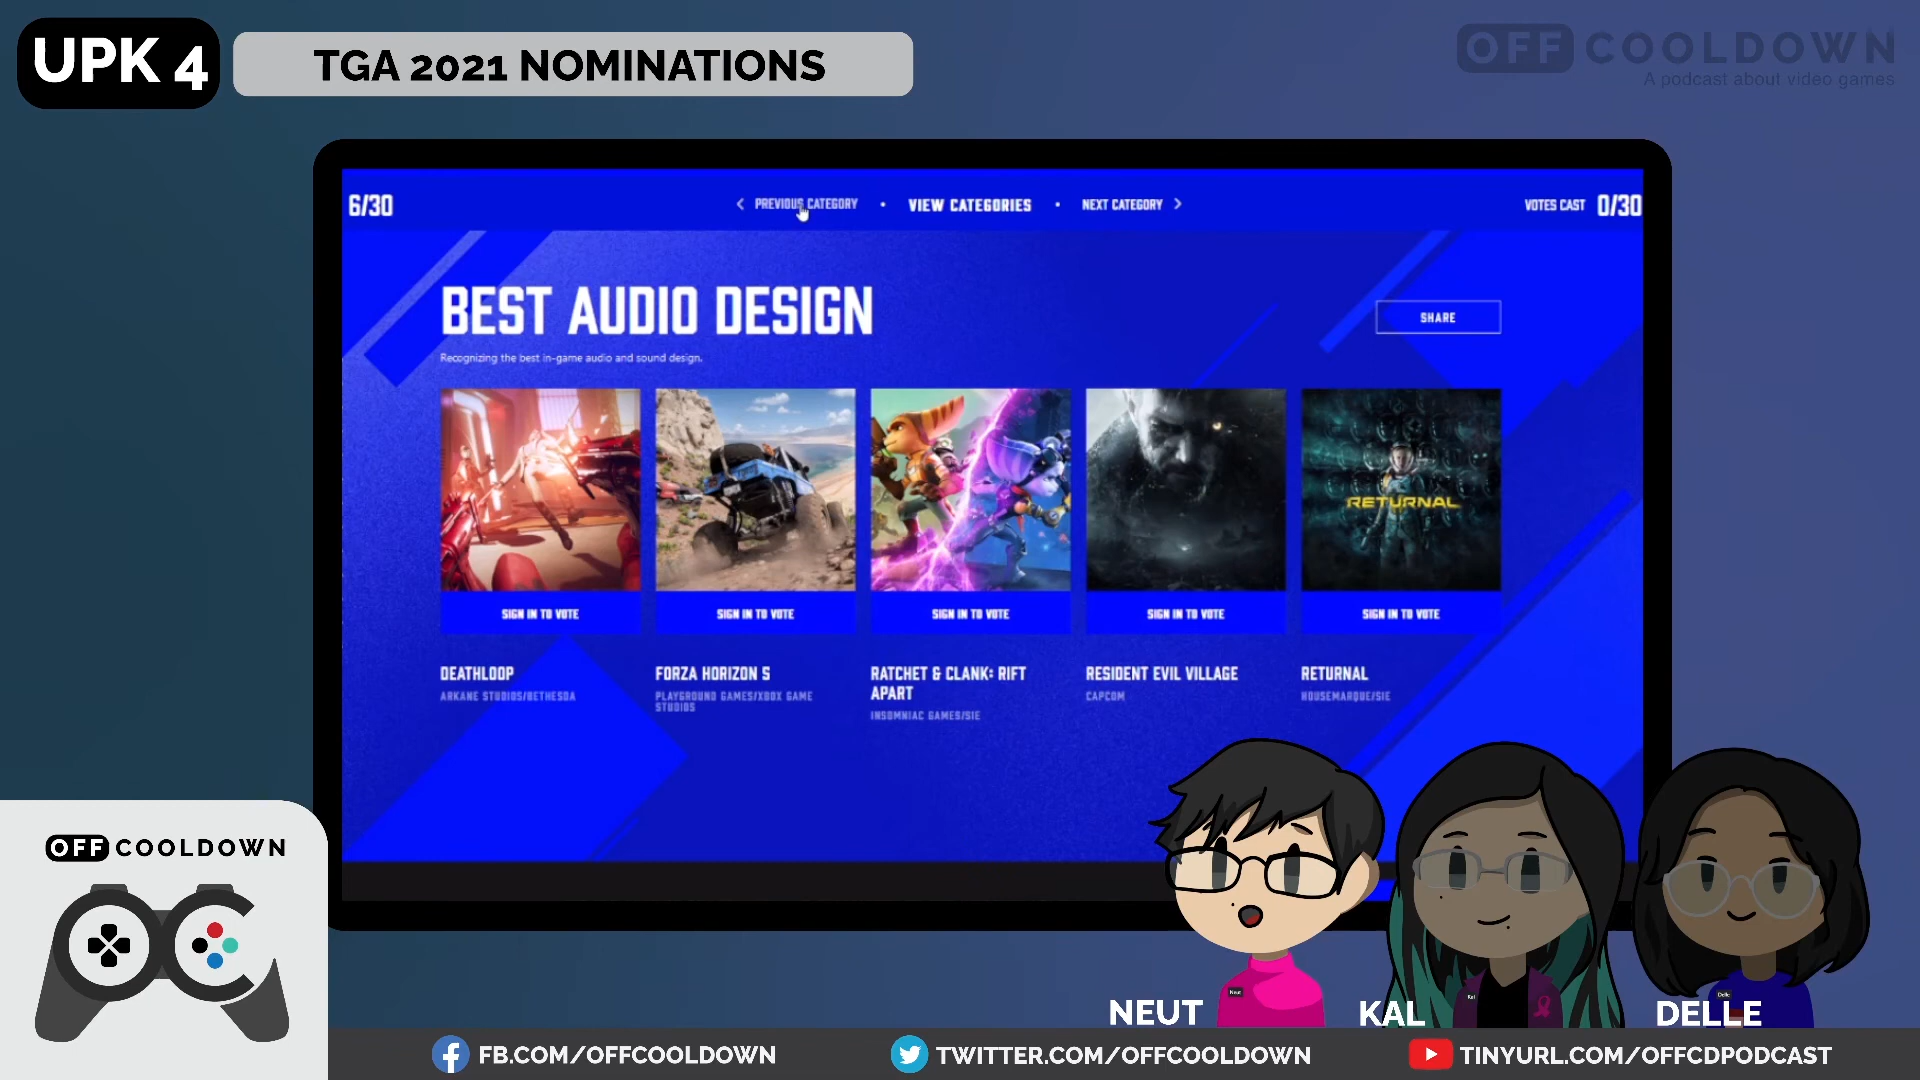 UPK 4
TGA 2021 NOMINATIONS
OFF COOLDOWN
A podcast about video games
6/30
PREVIOUS CATEGORY
VIEW CATEGORIES
NEXT CATEGORY
VOTES CAST 0/30
BEST AUDIO DESIGN
SHARE
Recognizing the best in-game audio and sound design.
RETURNAL
SIGN IN TO VOTE
SIGN IN TO VOTE
SIGN IN TO VOTE
SIGN IN TO VOTE
SIGN IN TO VOTE
DEATHLOOP
ARKANE STUDIOS/BETHESDA
FORZA HORIZON 5
PLAYGROUND GAMES/XBOX GAME
STUDIOS
RATCHET & CLANK: RIFT
APART
INSOMNIAC GAMES/SIE
RESIDENT EVIL VILLAGE
CAPCOM
RETURNAL
HOUSEMARQUE/SIE
OFF COOLDOWN
Neut
Kal
Delle
NEUT
KAL
DELLE
FB.COM/OFFCOOLDOWN
TWITTER.COM/OFFCOOLDOWN
TINYURL.COM/OFFCDPODCAST